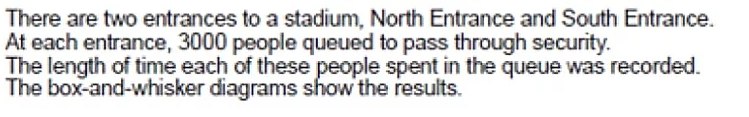 There are two entrances to a stadium, North Entrance and South Entrance.
At each entrance, 3000 people queued to pass through security.
The length of time each of these people spent in the queue was recorded.
The box-and-whisker diagrams show the results.